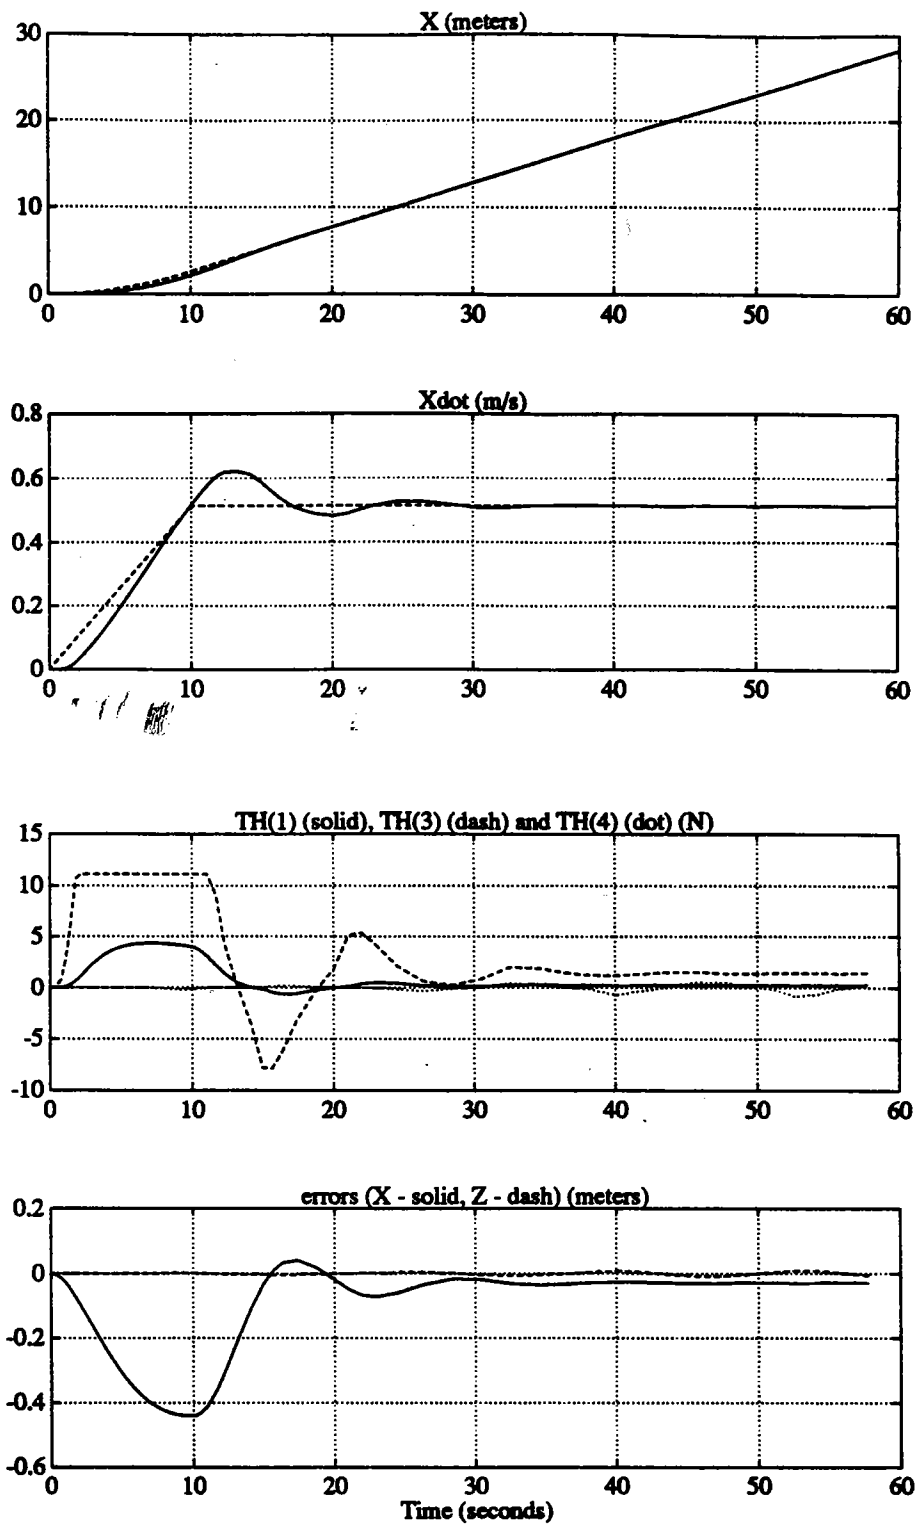 X (meters)
30
20
10
0
0 10 20 30 40 50 60
Xdot (m/s)
0.8
0.6
0.4
0.2
0
0 10 20 30 40 50 60
TH(1) (solid), TH(3) (dash) and TH(4) (dot) (N)
15
10
5
0
-5
-10
0 10 20 30 40 50 60
errors (X - solid, Z - dash) (meters)
0.2
0
-0.2
-0.4
-0.6
0 10 20 30 40 50 60
Time (seconds)